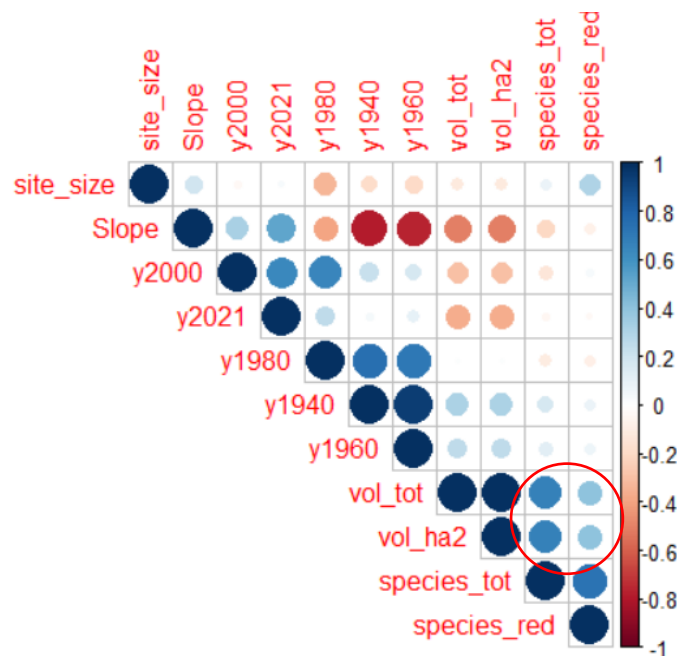 site_size
Slope
y2000
y2021
y1980
y1940
y1960
vol_tot
vol_ha2
species_tot
species_red
site_size
Slope
y2000
y2021
y1980
y1940
y1960
vol_tot
vol_ha2
species_tot
species_red
1
0.8
0.6
0.4
0.2
0
-0.2
-0.4
-0.6
-0.8
-1